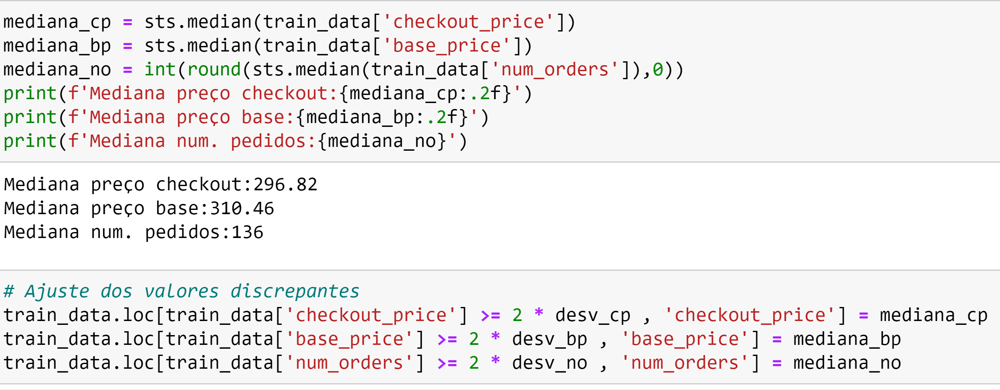 mediana_cp = sts.median(train_data['checkout_price'])
mediana_bp = sts.median(train_data['base_price'])
mediana_no = int(round(sts.median(train_data['num_orders']),0))
print(f'Mediana preço checkout:{mediana_cp:.2f}')
print(f'Mediana preço base:{mediana_bp:.2f}')
print(f'Mediana num. pedidos:{mediana_no}')
Mediana preço checkout:296.82
Mediana preço base:310.46
Mediana num. pedidos:136
# Ajuste dos valores discrepantes
train_data.loc[train_data['checkout_price'] >= 2 * desv_cp , 'checkout_price'] = mediana_cp
train_data.loc[train_data['base_price'] >= 2 * desv_bp , 'base_price'] = mediana_bp
train_data.loc[train_data['num_orders'] >= 2 * desv_no , 'num_orders'] = mediana_no